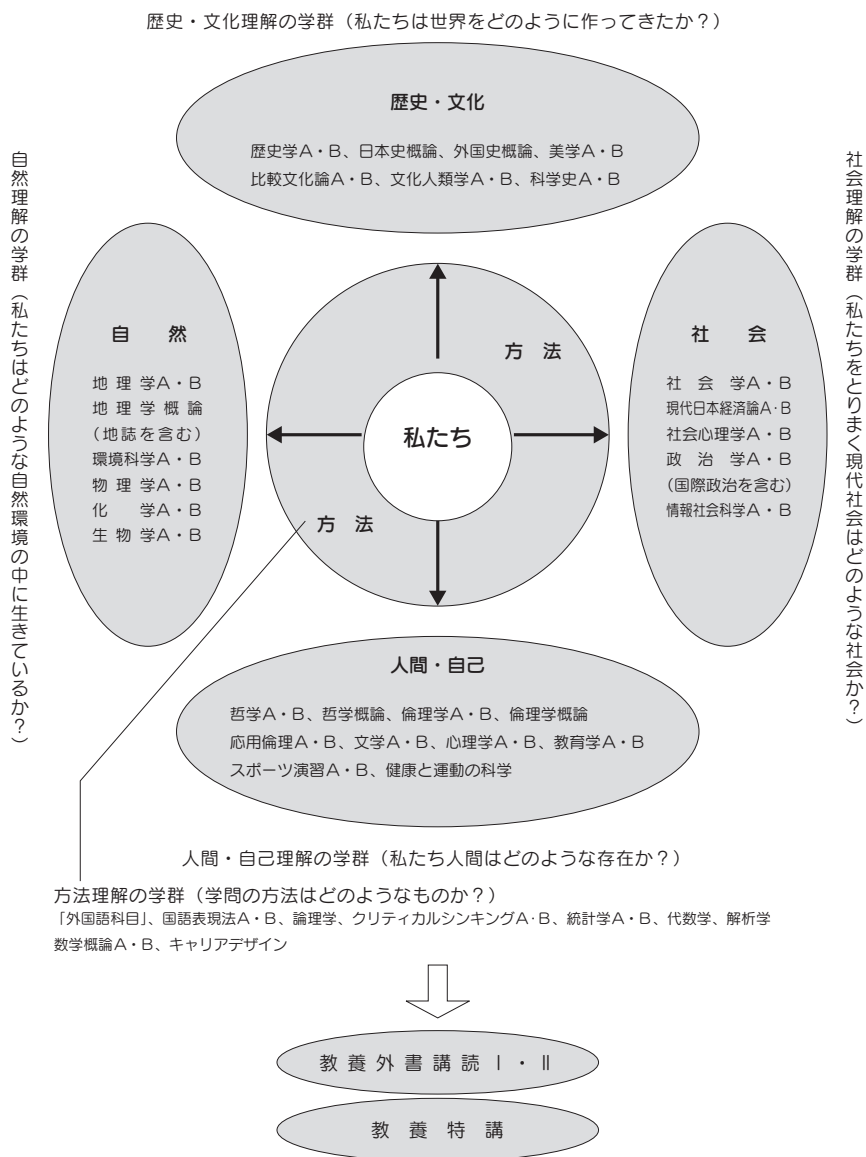 歴史・文化理解の学群（私たちは世界をどのように作ってきたか？）
歴史・文化
歴史学A・B、日本史概論、外国史概論、美学A・B
比較文化論A・B、文化人類学A・B、科学史A・B
自然理解の学群（私たちはどのような自然環境の中に生きているか？）
自　然
地理学A・B
地理学概論
(地誌を含む)
環境科学A・B
物理学A・B
化　学A・B
生物学A・B
方　法
私たち
方　法
社　会
社会学A・B
現代日本経済論A・B
社会心理学A・B
政治学A・B
(国際政治を含む)
情報社会科学A・B
社会理解の学群（私たちをとりまく現代社会はどのような社会か？）
人間・自己
哲学A・B、哲学概論、倫理学A・B、倫理学概論
応用倫理A・B、文学A・B、心理学A・B、教育学A・B
スポーツ演習A・B、健康と運動の科学
人間・自己理解の学群（私たち人間はどのような存在か？）
方法理解の学群（学問の方法はどのようなものか？）
「外国語科目」、国語表現法A・B、論理学、クリティカルシンキングA・B、統計学A・B、代数学、解析学
数学概論A・B、キャリアデザイン
教養外書講読Ⅰ・Ⅱ
教養特講